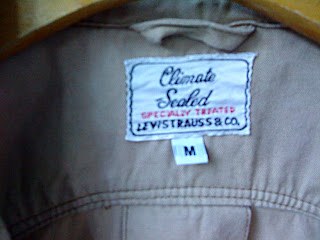 Climate
Sealed
SPECIALLY TREATED
LEVI STRAUSS & CO.
M